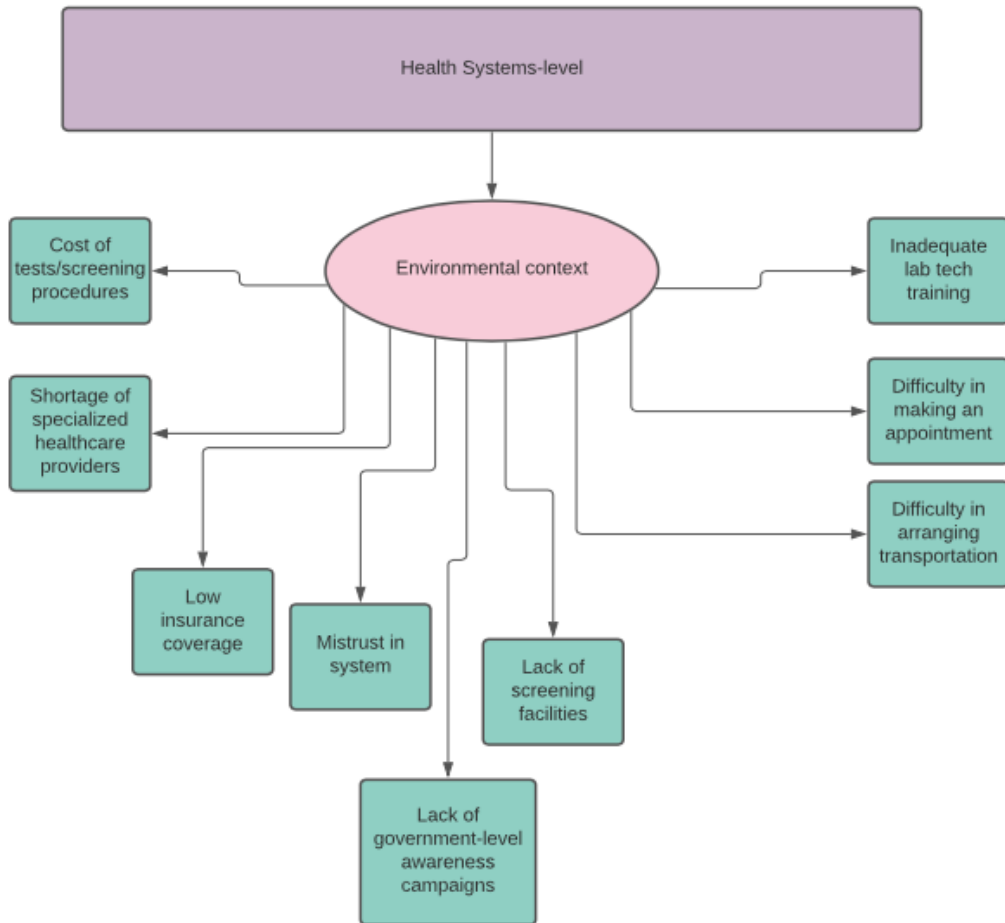 Health Systems-level
Environmental context
Cost of
tests/screening
procedures
Inadequate
lab tech
training
Shortage of
specialized
healthcare
providers
Difficulty in
making an
appointment
Difficulty in
arranging
transportation
Low
insurance
coverage
Mistrust in
system
Lack of
screening
facilities
Lack of
government-level
awareness
campaigns